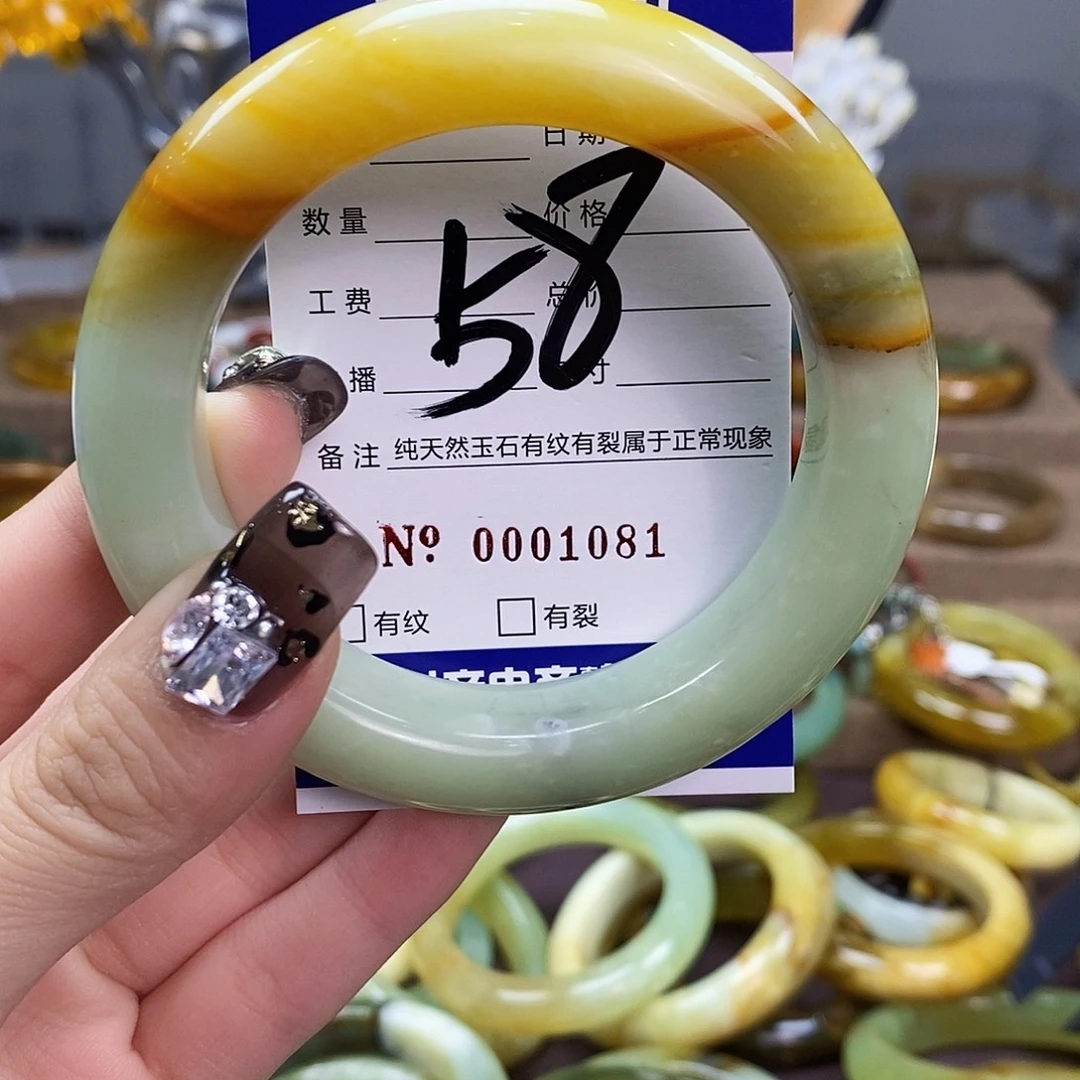 日期
数量 价格
58
工费 总价
播 寸
备注 纯天然玉石有纹有裂属于正常现象
Nº 0001081
有纹 有裂